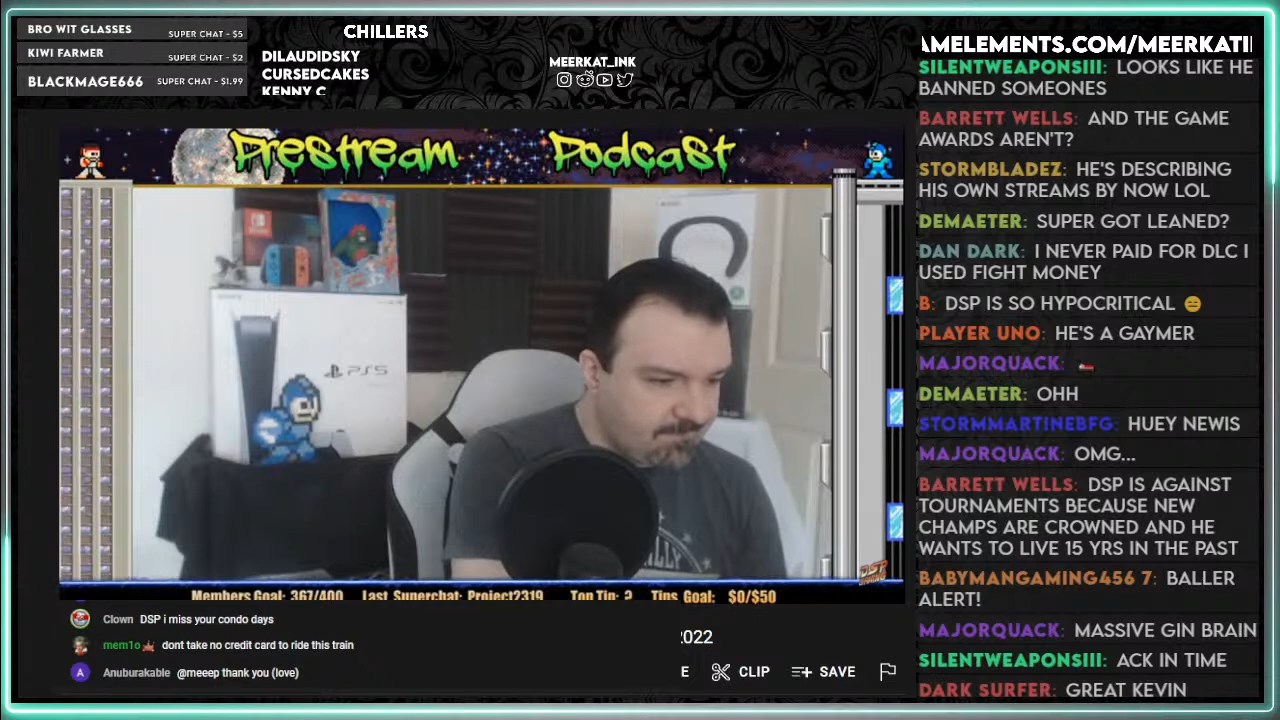 BRO WIT GLASSES SUPER CHAT - $5
KIWI FARMER SUPER CHAT - $2
BLACKMAGE666 SUPER CHAT - $1.99
CHILLERS
DILAUDIDSKY
CURSEDCAKES
KENNY C
MEERKAT_INK
AMELEMENTS.COM/MEERKATI
Prestream Podcast
PS5
DSP
Members Goal: 367/400 Last Superchat: Project2319 Top Tip: ? Tips Goal: $0/$50
Clown DSP i miss your condo days
mem1o dont take no credit card to ride this train
Anuburakable @meeep thank you (love)
2022
E CLIP SAVE
SILENTWEAPONSIII: LOOKS LIKE HE
BANNED SOMEONES
BARRETT WELLS: AND THE GAME
AWARDS AREN'T?
STORMBLADEZ: HE'S DESCRIBING
HIS OWN STREAMS BY NOW LOL
DEMAETER: SUPER GOT LEANED?
DAN DARK: I NEVER PAID FOR DLC I
USED FIGHT MONEY
B: DSP IS SO HYPOCRITICAL 😑
PLAYER UNO: HE'S A GAYMER
MAJORQUACK:
DEMAETER: OHH
STORMMARTINEBFG: HUEY NEWIS
MAJORQUACK: OMG...
BARRETT WELLS: DSP IS AGAINST
TOURNAMENTS BECAUSE NEW
CHAMPS ARE CROWNED AND HE
WANTS TO LIVE 15 YRS IN THE PAST
BABYMANGAMING456 7: BALLER
ALERT!
MAJORQUACK: MASSIVE GIN BRAIN
SILENTWEAPONSIII: ACK IN TIME
DARK SURFER: GREAT KEVIN